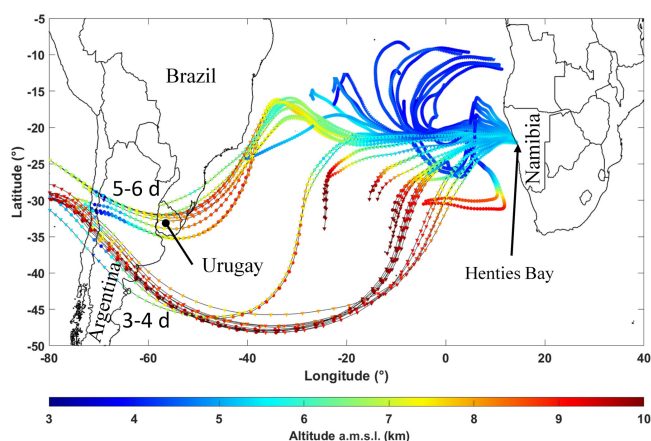 -5
-10
-15
-20
-25
-30
-35
-40
-45
-50
Latitude (°)
Brazil
5-6 d
Urugay
Argentina
3-4 d
Namibia
Henties Bay
-80 -60 -40 -20 0 20 40
Longitude (°)
3 4 5 6 7 8 9 10
Altitude a.m.s.l. (km)